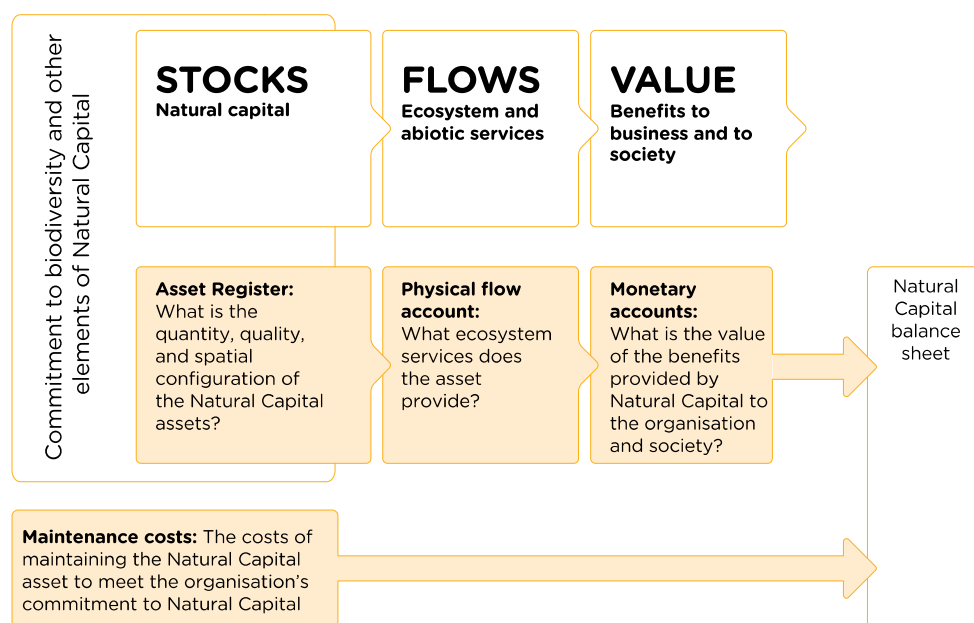 Commitment to biodiversity and other
elements of Natural Capital
STOCKS
Natural capital
FLOWS
Ecosystem and
abiotic services
VALUE
Benefits to
business and to
society
Asset Register:
What is the
quantity, quality,
and spatial
configuration of
the Natural Capital
assets?
Physical flow
account:
What ecosystem
services does
the asset
provide?
Monetary
accounts:
What is the value
of the benefits
provided by
Natural Capital to
the organisation
and society?
Natural
Capital
balance
sheet
Maintenance costs: The costs of
maintaining the Natural Capital
asset to meet the organisation’s
commitment to Natural Capital